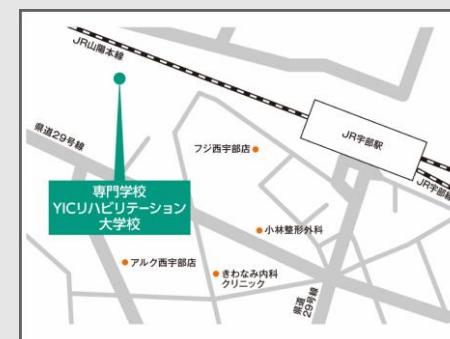 JR山陽本線
県道29号線
専門学校
YICリハビリテーション
大学校
フジ西宇部店
JR宇部駅
JR宇部線
小林整形外科
アルク西宇部店
きわなみ内科
クリニック
県道
29号線